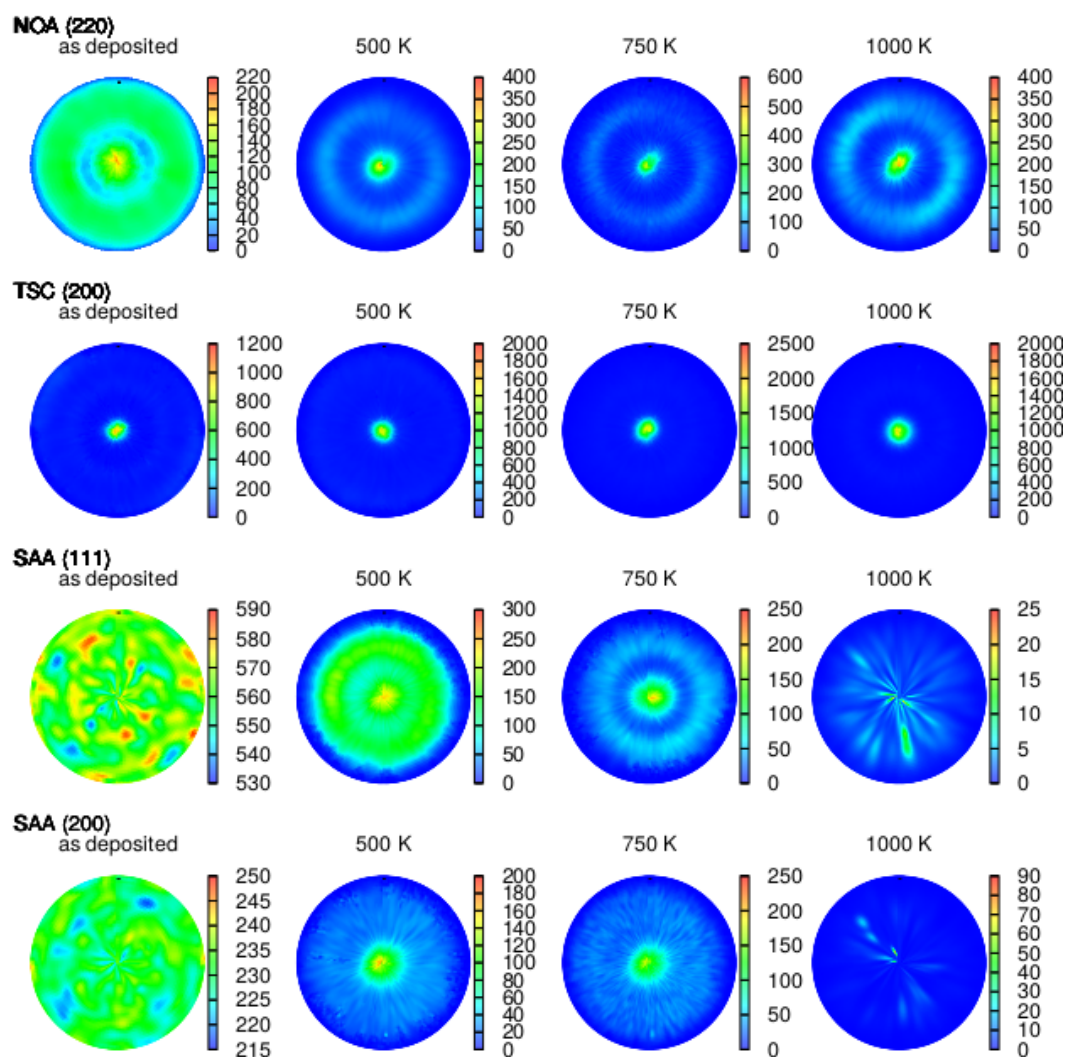 NOA (220)
as deposited 500 K 750 K 1000 K
220 200 180 160 140 120 100 80 60 40 20 0
400 350 300 250 200 150 100 50 0
600 500 400 300 200 100 0
400 350 300 250 200 150 100 50 0
TSC (200)
as deposited 500 K 750 K 1000 K
1200 1000 800 600 400 200 0
2000 1800 1600 1400 1200 1000 800 600 400 200 0
2500 2000 1500 1000 500 0
2000 1800 1600 1400 1200 1000 800 600 400 200 0
SAA (111)
as deposited 500 K 750 K 1000 K
590 580 570 560 550 540 530
300 250 200 150 100 50 0
250 200 150 100 50 0
25 20 15 10 5 0
SAA (200)
as deposited 500 K 750 K 1000 K
250 245 240 235 230 225 220 215
200 180 160 140 120 100 80 60 40 20 0
250 200 150 100 50 0
90 80 70 60 50 40 30 20 10 0